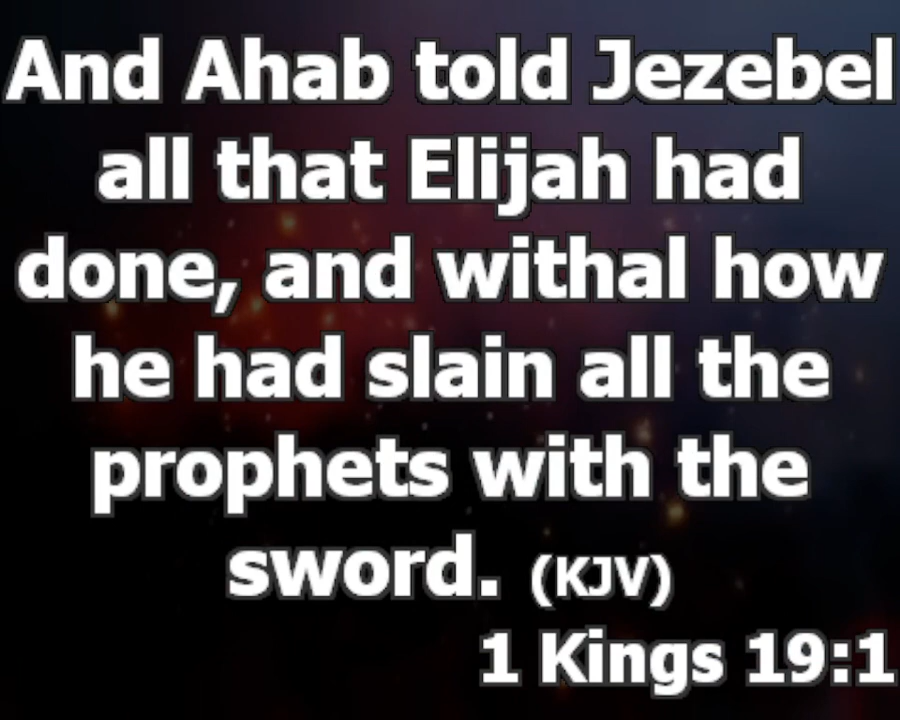 And Ahab told Jezebel
all that Elijah had
done, and withal how
he had slain all the
prophets with the
sword. (KJV)
1 Kings 19:1